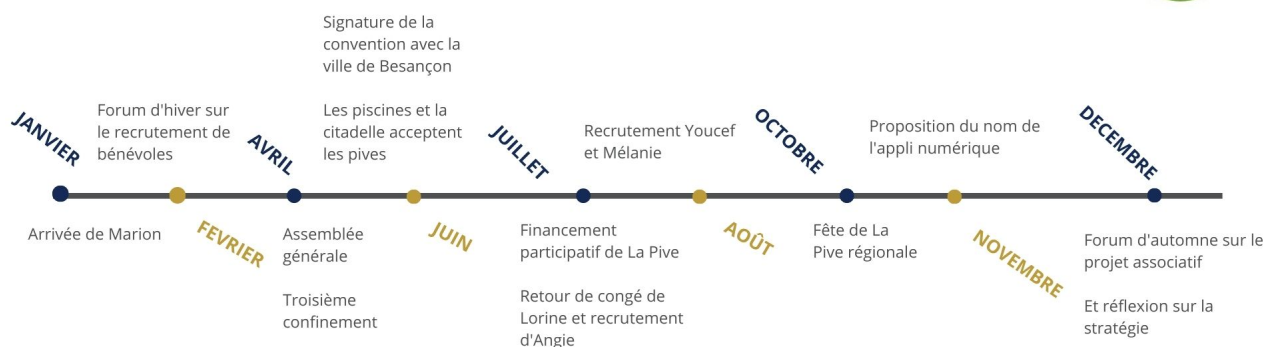 JANVIER
Arrivée de Marion
Forum d'hiver sur
le recrutement de
bénévoles
FEVRIER
AVRIL
Assemblée
générale
Troisième
confinement
Signature de la
convention avec la
ville de Besançon
Les piscines et la
citadelle acceptent
les pives
JUIN
JUILLET
Financement
participatif de La Pive
Retour de congé de
Lorine et recrutement
d'Angie
Recrutement Youcef
et Mélanie
AOÛT
OCTOBRE
Fête de La
Pive régionale
Proposition du nom de
l'appli numérique
NOVEMBRE
DECEMBRE
Forum d'automne sur le
projet associatif
Et réflexion sur la
stratégie